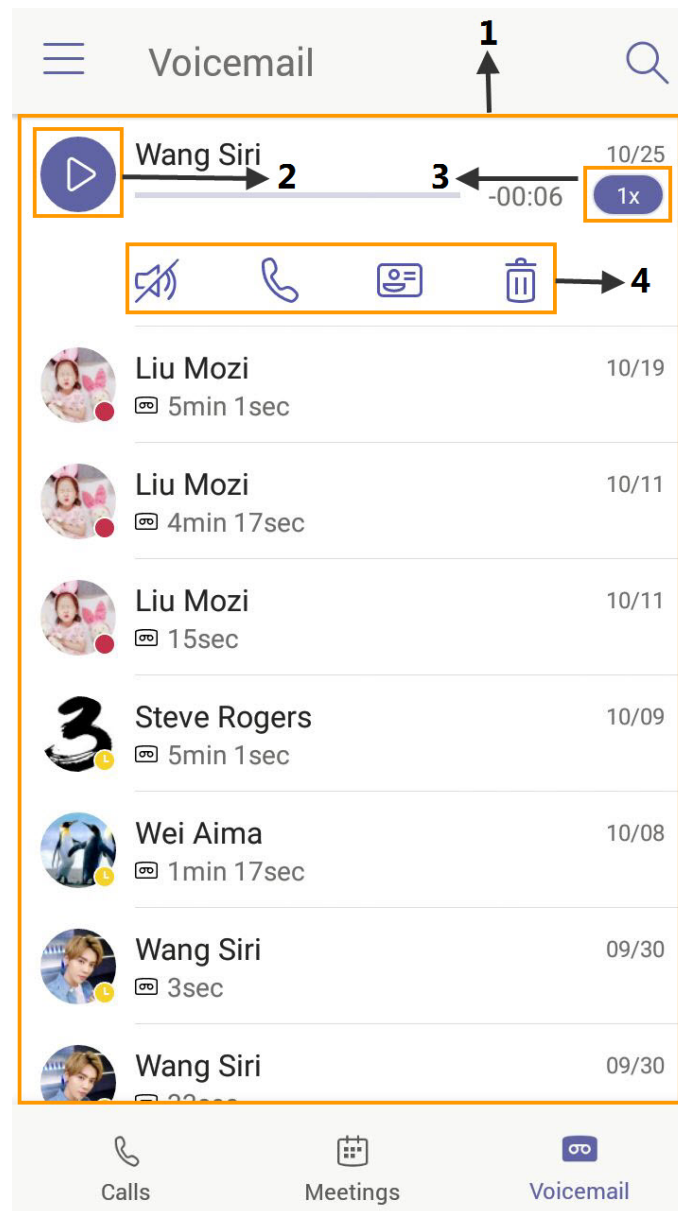 1
Voicemail
Wang Siri 10/25
2 3 -00:06 1x
4
Liu Mozi 10/19
5min 1sec
Liu Mozi 10/11
4min 17sec
Liu Mozi 10/11
15sec
Steve Rogers 10/09
5min 1sec
Wei Aima 10/08
1min 17sec
Wang Siri 09/30
3sec
Wang Siri 09/30
Calls Meetings Voicemail